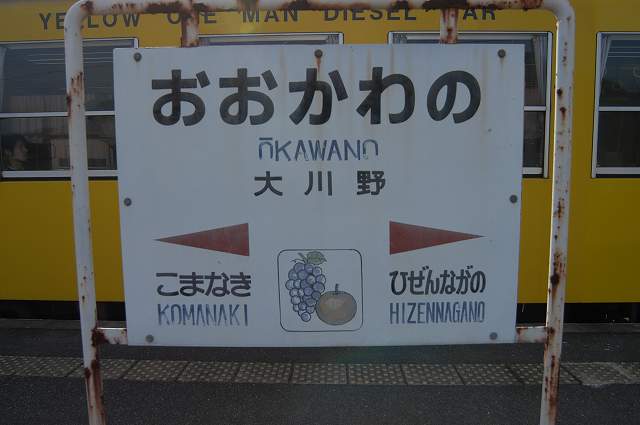 YELLOW ONE MAN DIESEL CAR
おおかわの
ŌKAWANO
大川野
こまなき
KOMANAKI
ひぜんながの
HIZENNAGANO